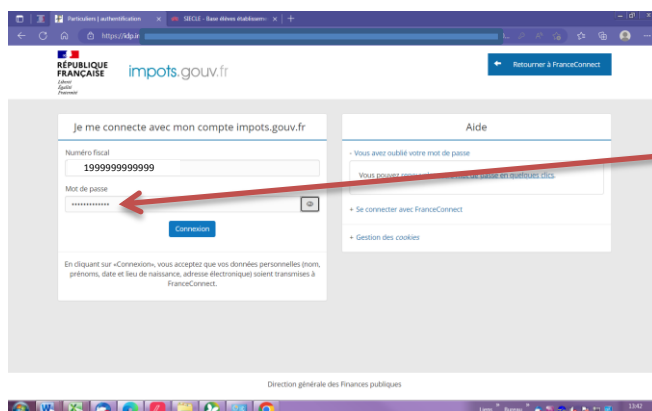 Particuliers | authentification
SIECLE - Base élèves établisseme
https://idp.ir
RÉPUBLIQUE
FRANÇAISE
Liberté
Égalité
Fraternité
impots.gouv.fr
Retourner à FranceConnect
Je me connecte avec mon compte impots.gouv.fr
Numéro fiscal
1999999999999
Mot de passe
Connexion
En cliquant sur «Connexion», vous acceptez que vos données personnelles (nom,
prénoms, date et lieu de naissance, adresse électronique) soient transmises à
FranceConnect.
Aide
- Vous avez oublié votre mot de passe
Vous pouvez de passe en quelques clics.
+ Se connecter avec FranceConnect
+ Gestion des cookies
Direction générale des Finances publiques
Liens
Bureau
13:42